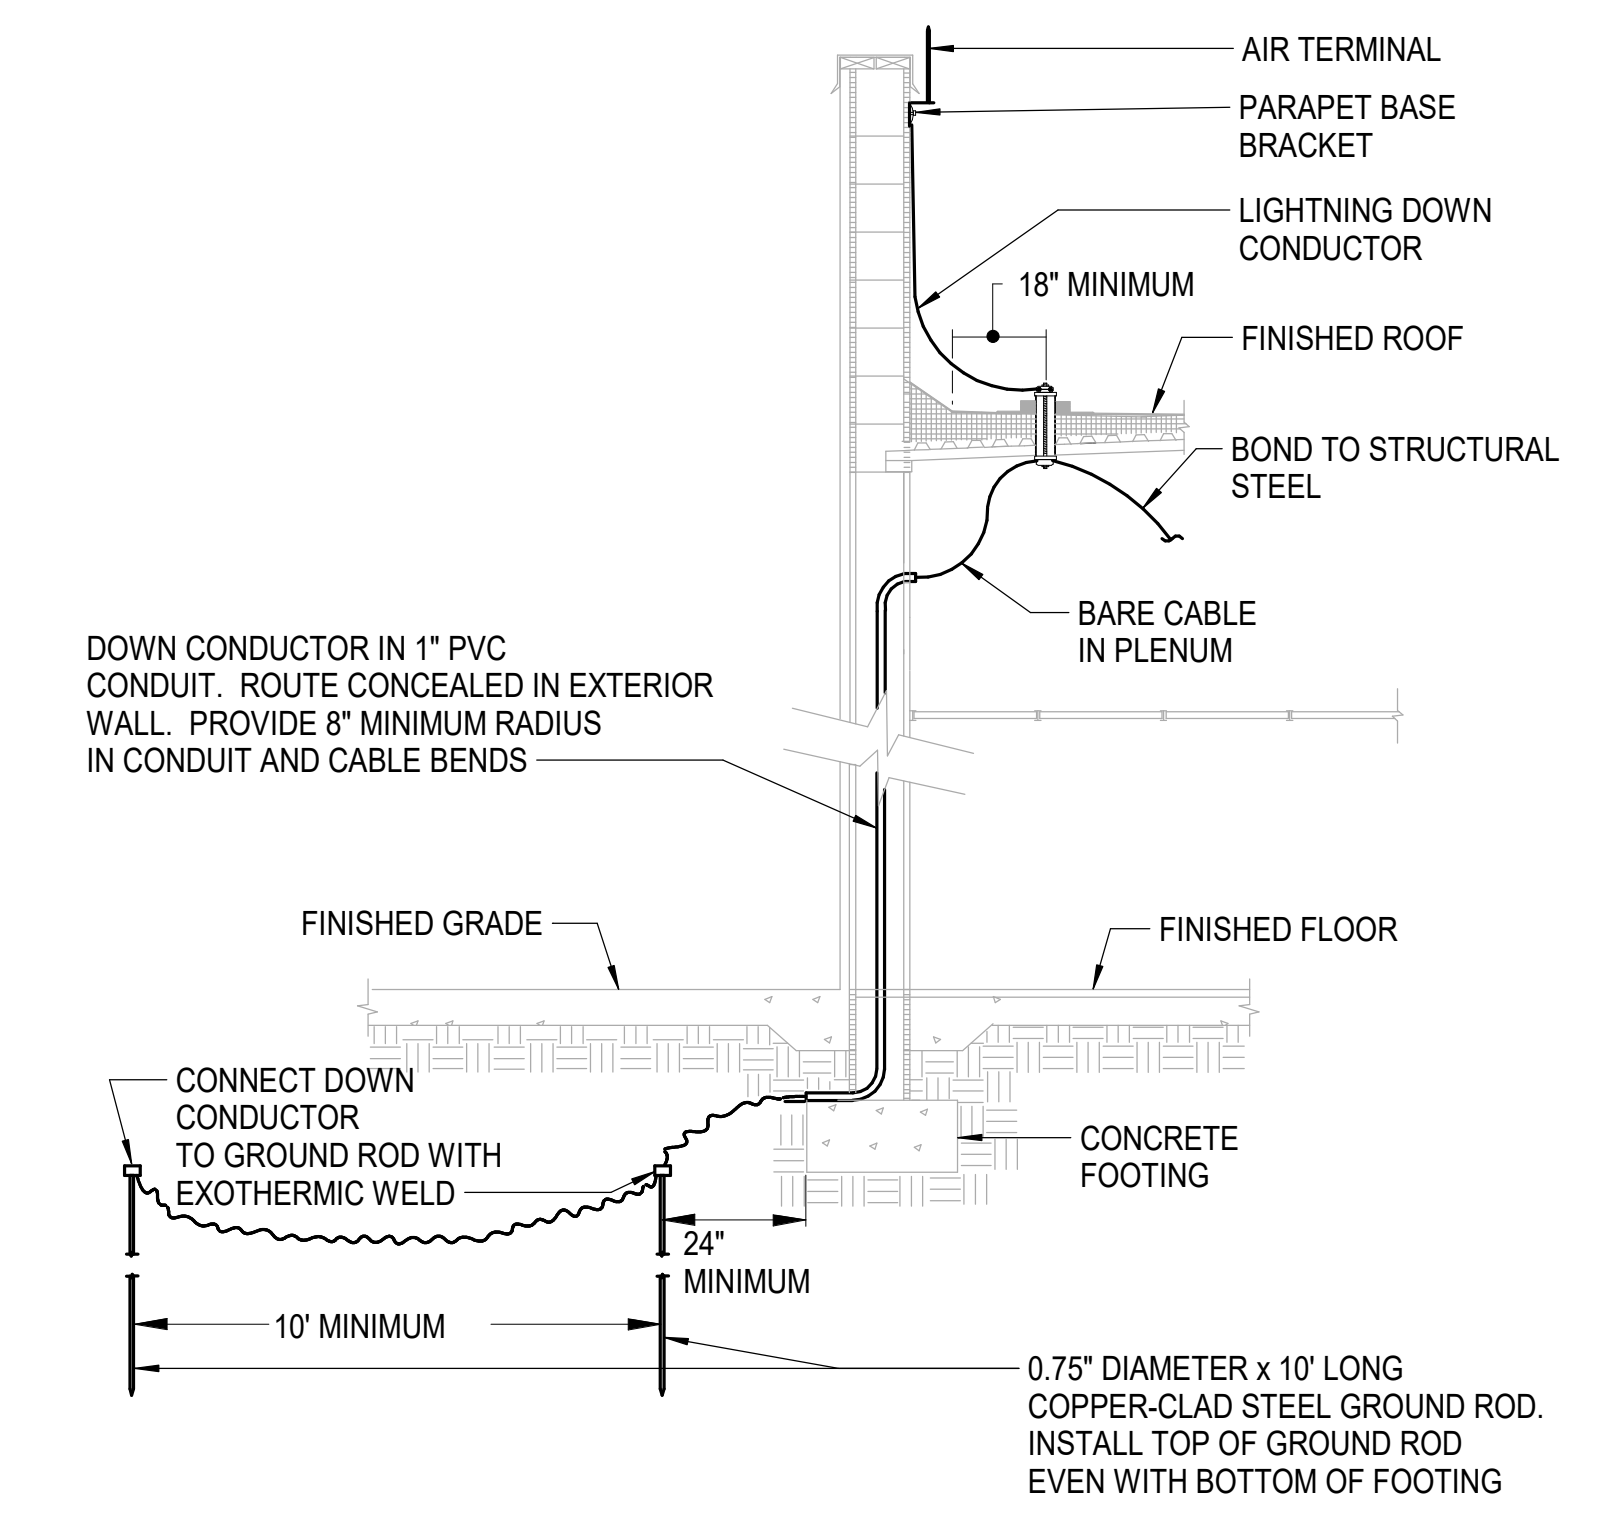 AIR TERMINAL
PARAPET BASE
BRACKET
LIGHTNING DOWN
CONDUCTOR
18" MINIMUM
FINISHED ROOF
BOND TO STRUCTURAL
STEEL
BARE CABLE
IN PLENUM
DOWN CONDUCTOR IN 1" PVC
CONDUIT.  ROUTE CONCEALED IN EXTERIOR
WALL.  PROVIDE 8" MINIMUM RADIUS
IN CONDUIT AND CABLE BENDS
FINISHED GRADE
FINISHED FLOOR
CONNECT DOWN
CONDUCTOR
TO GROUND ROD WITH
EXOTHERMIC WELD
CONCRETE
FOOTING
24"
MINIMUM
10' MINIMUM
0.75" DIAMETER x 10' LONG
COPPER-CLAD STEEL GROUND ROD.
INSTALL TOP OF GROUND ROD
EVEN WITH BOTTOM OF FOOTING